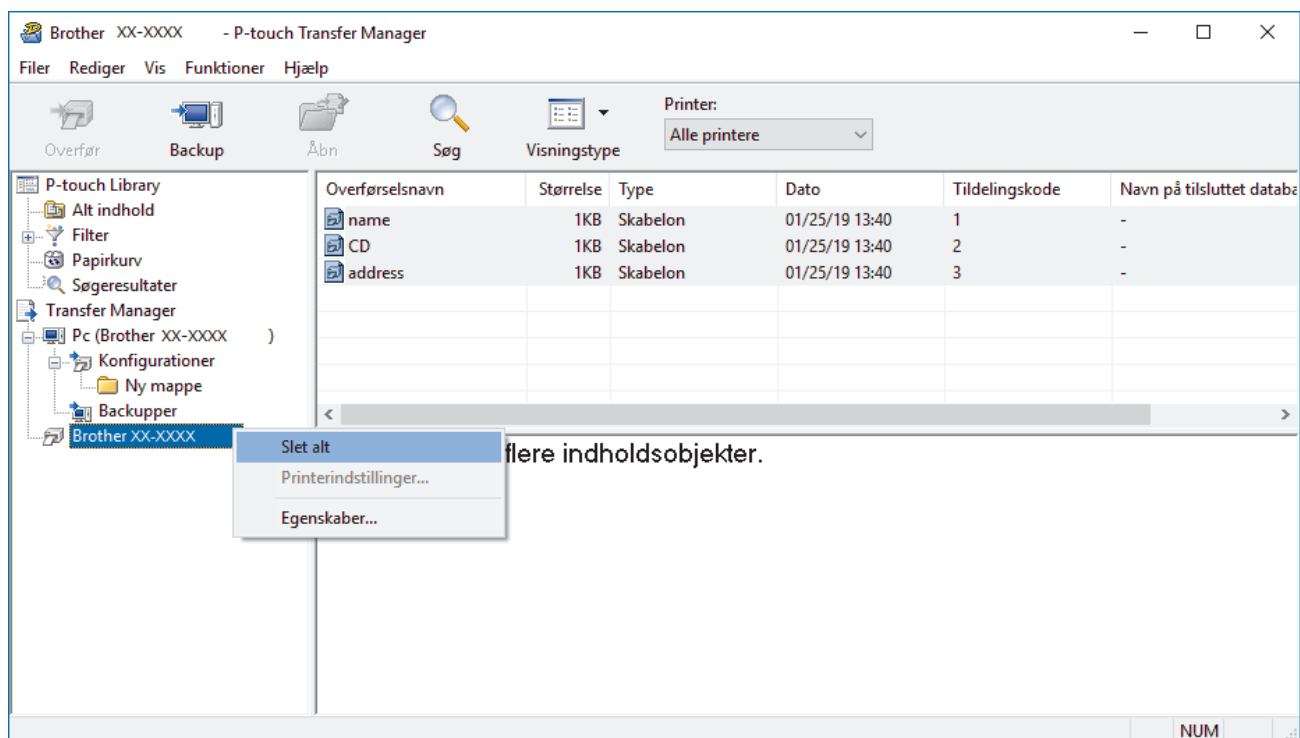 Brother XX-XXXX - P-touch Transfer Manager
Filer Rediger Vis Funktioner Hjælp
Overfør Backup Åbn Søg Visningstype Printer: Alle printere
P-touch Library
Alt indhold
Filter
Papirkurv
Søgeresultater
Transfer Manager
Pc (Brother XX-XXXX )
Konfigurationer
Ny mappe
Backupper
Brother XX-XXXX
Overførselsnavn Størrelse Type Dato Tildelingskode Navn på tilsluttet databa
name 1KB Skabelon 01/25/19 13:40 1 -
CD 1KB Skabelon 01/25/19 13:40 2 -
address 1KB Skabelon 01/25/19 13:40 3 -
Slet alt
Printerindstillinger...
Egenskaber...
flere indholdsobjekter.
NUM